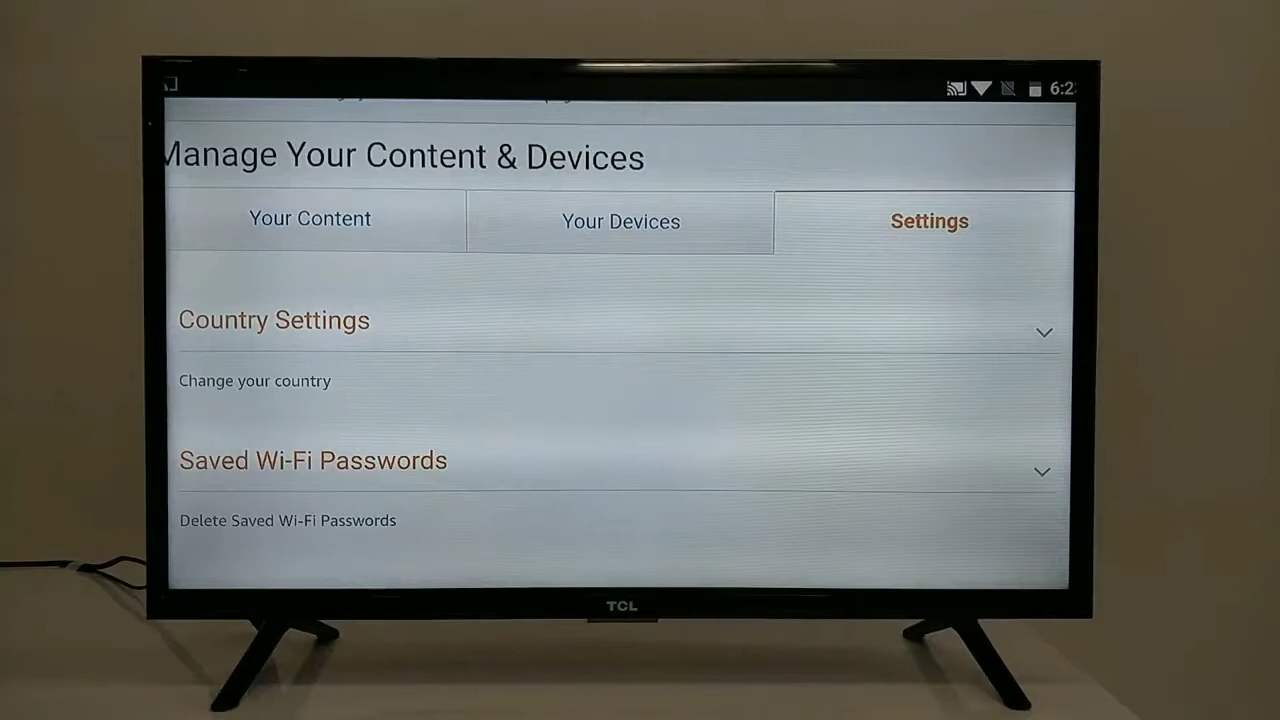 Manage Your Content & Devices
Your Content
Your Devices
Settings
Country Settings
Change your country
Saved Wi-Fi Passwords
Delete Saved Wi-Fi Passwords
TCL